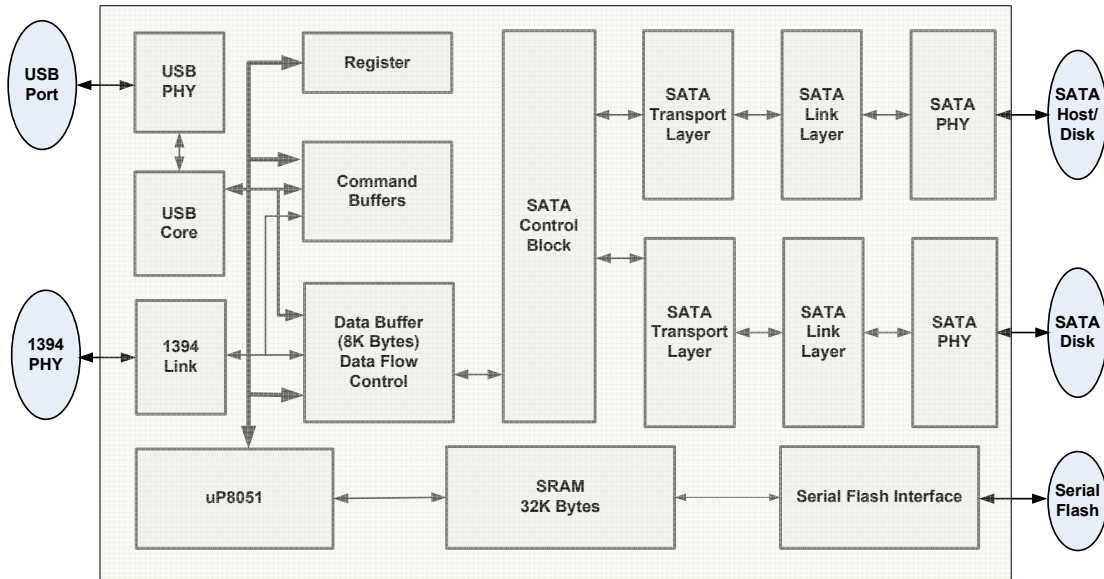 USB
Port
USB
PHY
Register
SATA
Transport
Layer
SATA
Link
Layer
SATA
PHY
SATA
Host/
Disk
USB
Core
Command
Buffers
SATA
Control
Block
1394
PHY
1394
Link
Data Buffer
(8K Bytes)
Data Flow
Control
SATA
Transport
Layer
SATA
Link
Layer
SATA
PHY
SATA
Disk
uP8051
SRAM
32K Bytes
Serial Flash Interface
Serial
Flash